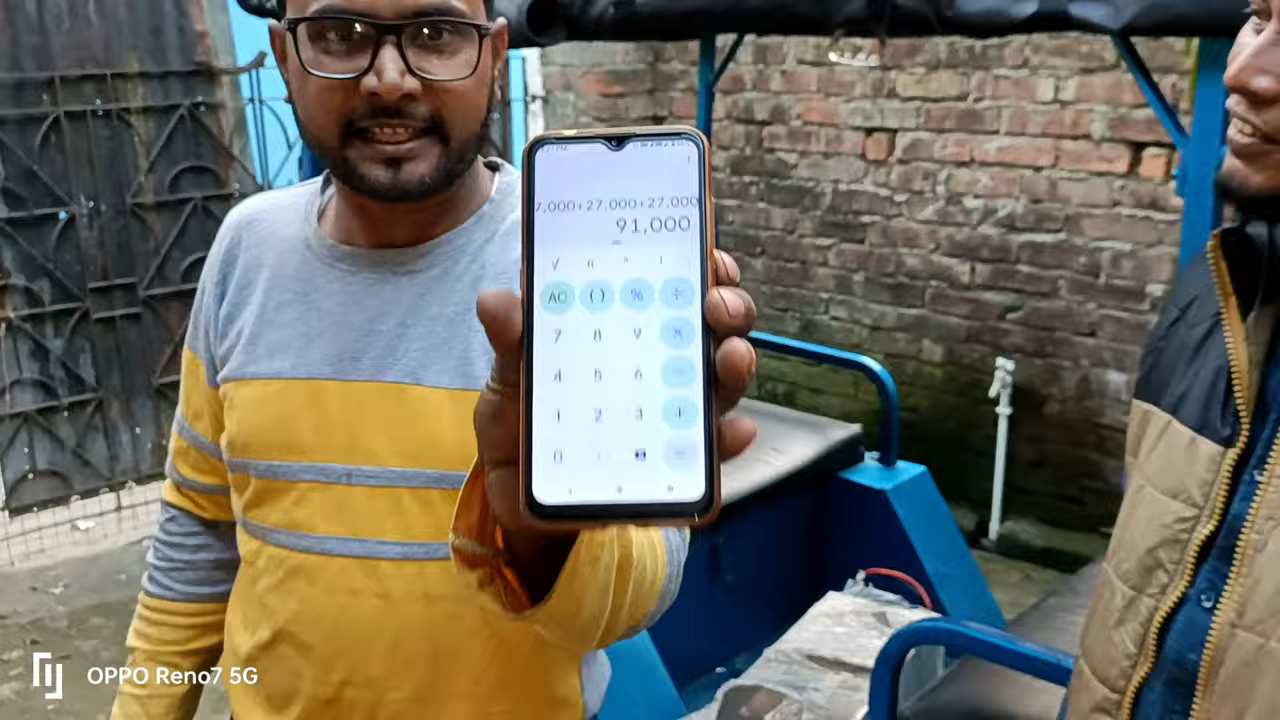 7,000+27,000+27,000
91,000
√ π ^ !
AC ( ) % ÷
7 8 9 ×
4 5 6 −
1 2 3 +
0 . =
OPPO Reno7 5G